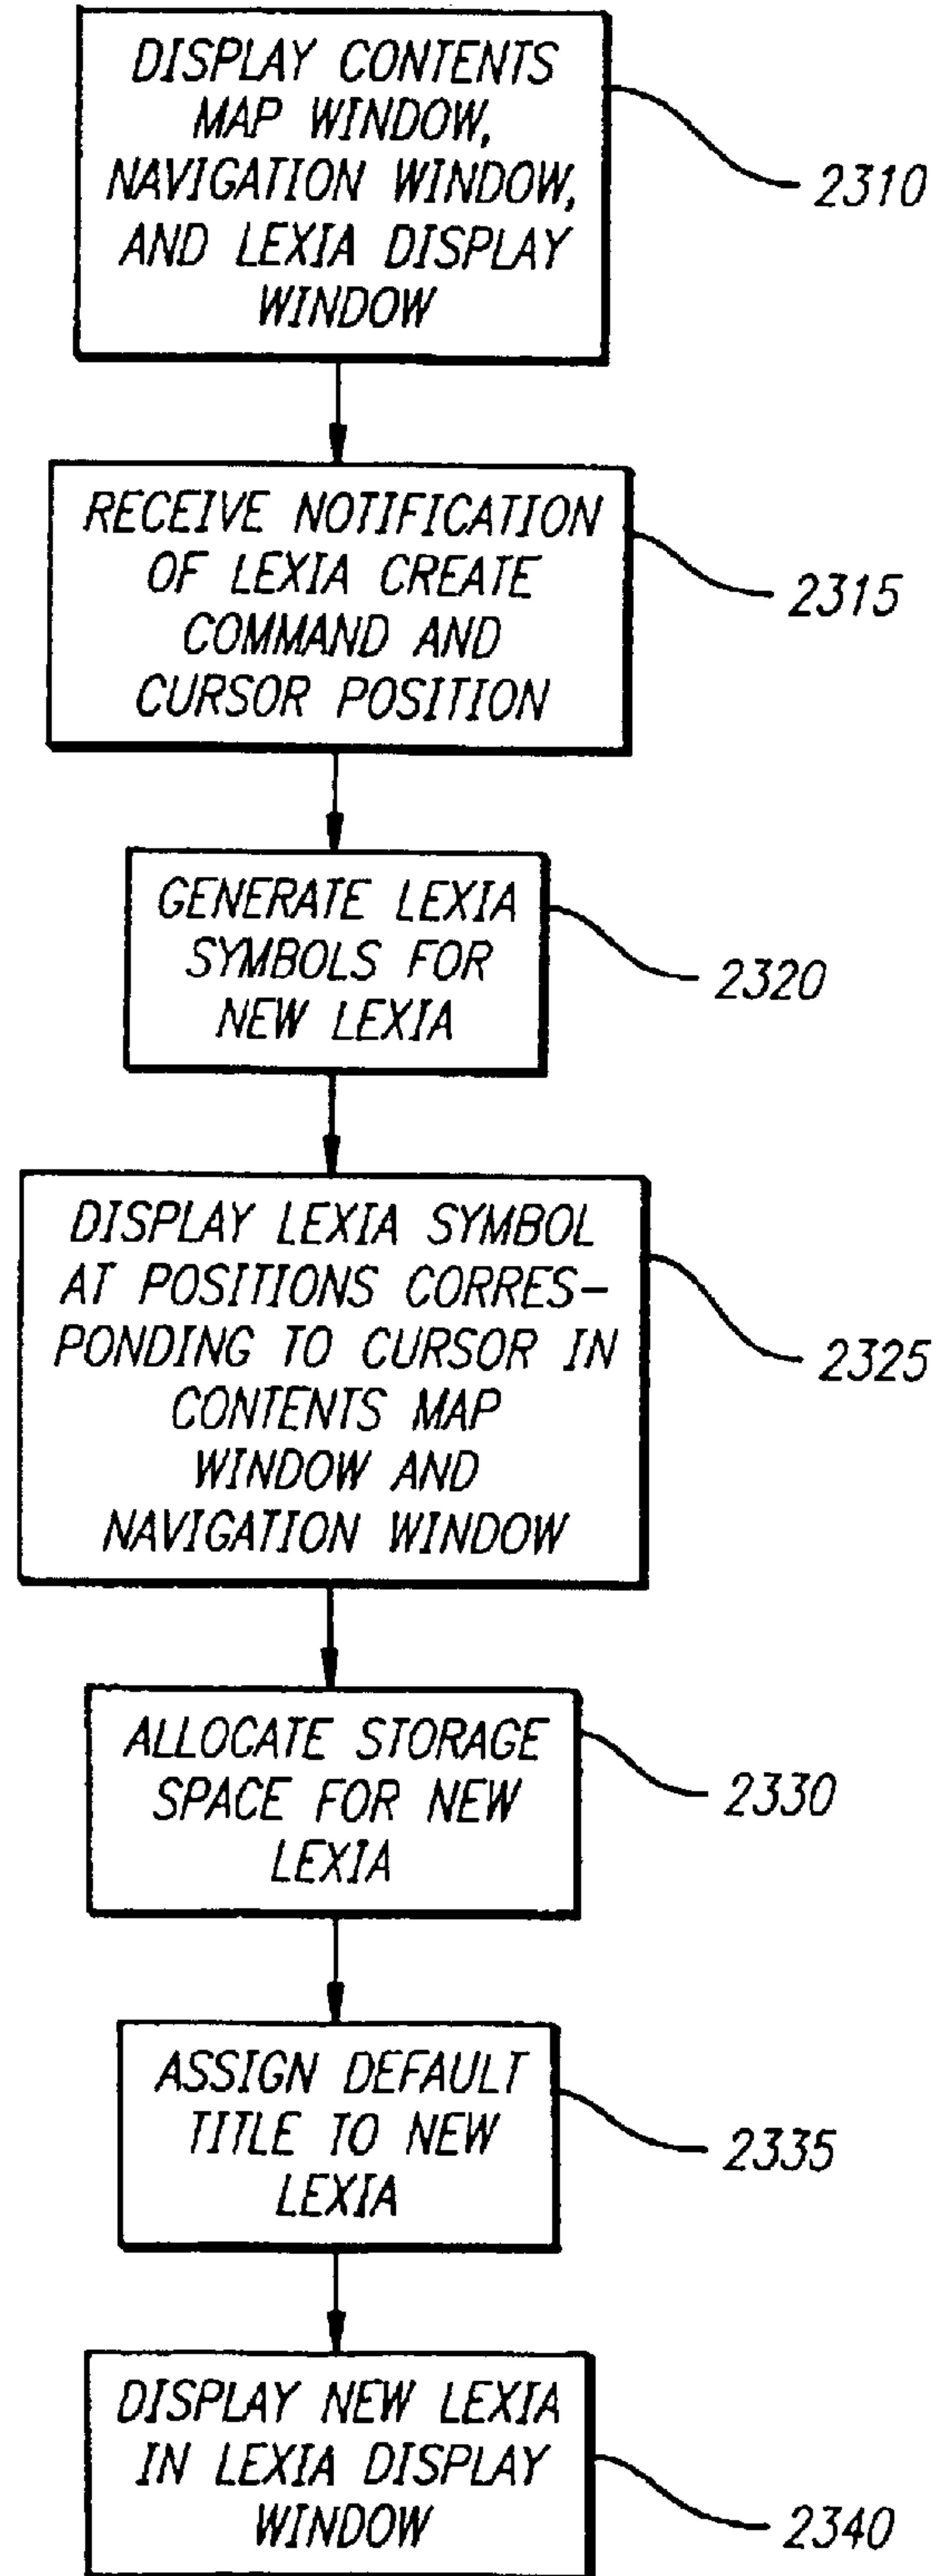 DISPLAY CONTENTS
MAP WINDOW,
NAVIGATION WINDOW,
AND LEXIA DISPLAY
WINDOW
2310
RECEIVE NOTIFICATION
OF LEXIA CREATE
COMMAND AND
CURSOR POSITION
2315
GENERATE LEXIA
SYMBOLS FOR
NEW LEXIA
2320
DISPLAY LEXIA SYMBOL
AT POSITIONS CORRES-
PONDING TO CURSOR IN
CONTENTS MAP
WINDOW AND
NAVIGATION WINDOW
2325
ALLOCATE STORAGE
SPACE FOR NEW
LEXIA
2330
ASSIGN DEFAULT
TITLE TO NEW
LEXIA
2335
DISPLAY NEW LEXIA
IN LEXIA DISPLAY
WINDOW
2340